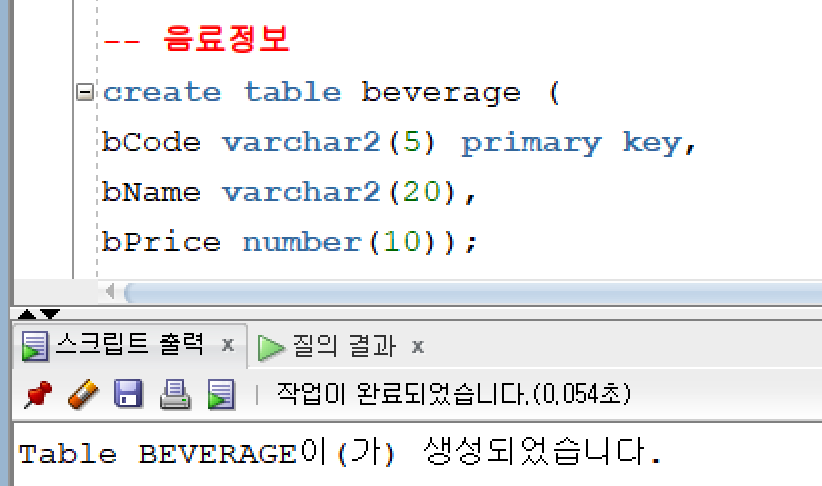 -- 음료정보
create table beverage (
bCode varchar2(5) primary key,
bName varchar2(20),
bPrice number(10));
스크립트 출력 x 질의 결과 x
작업이 완료되었습니다.(0.054초)
Table BEVERAGE이(가) 생성되었습니다.